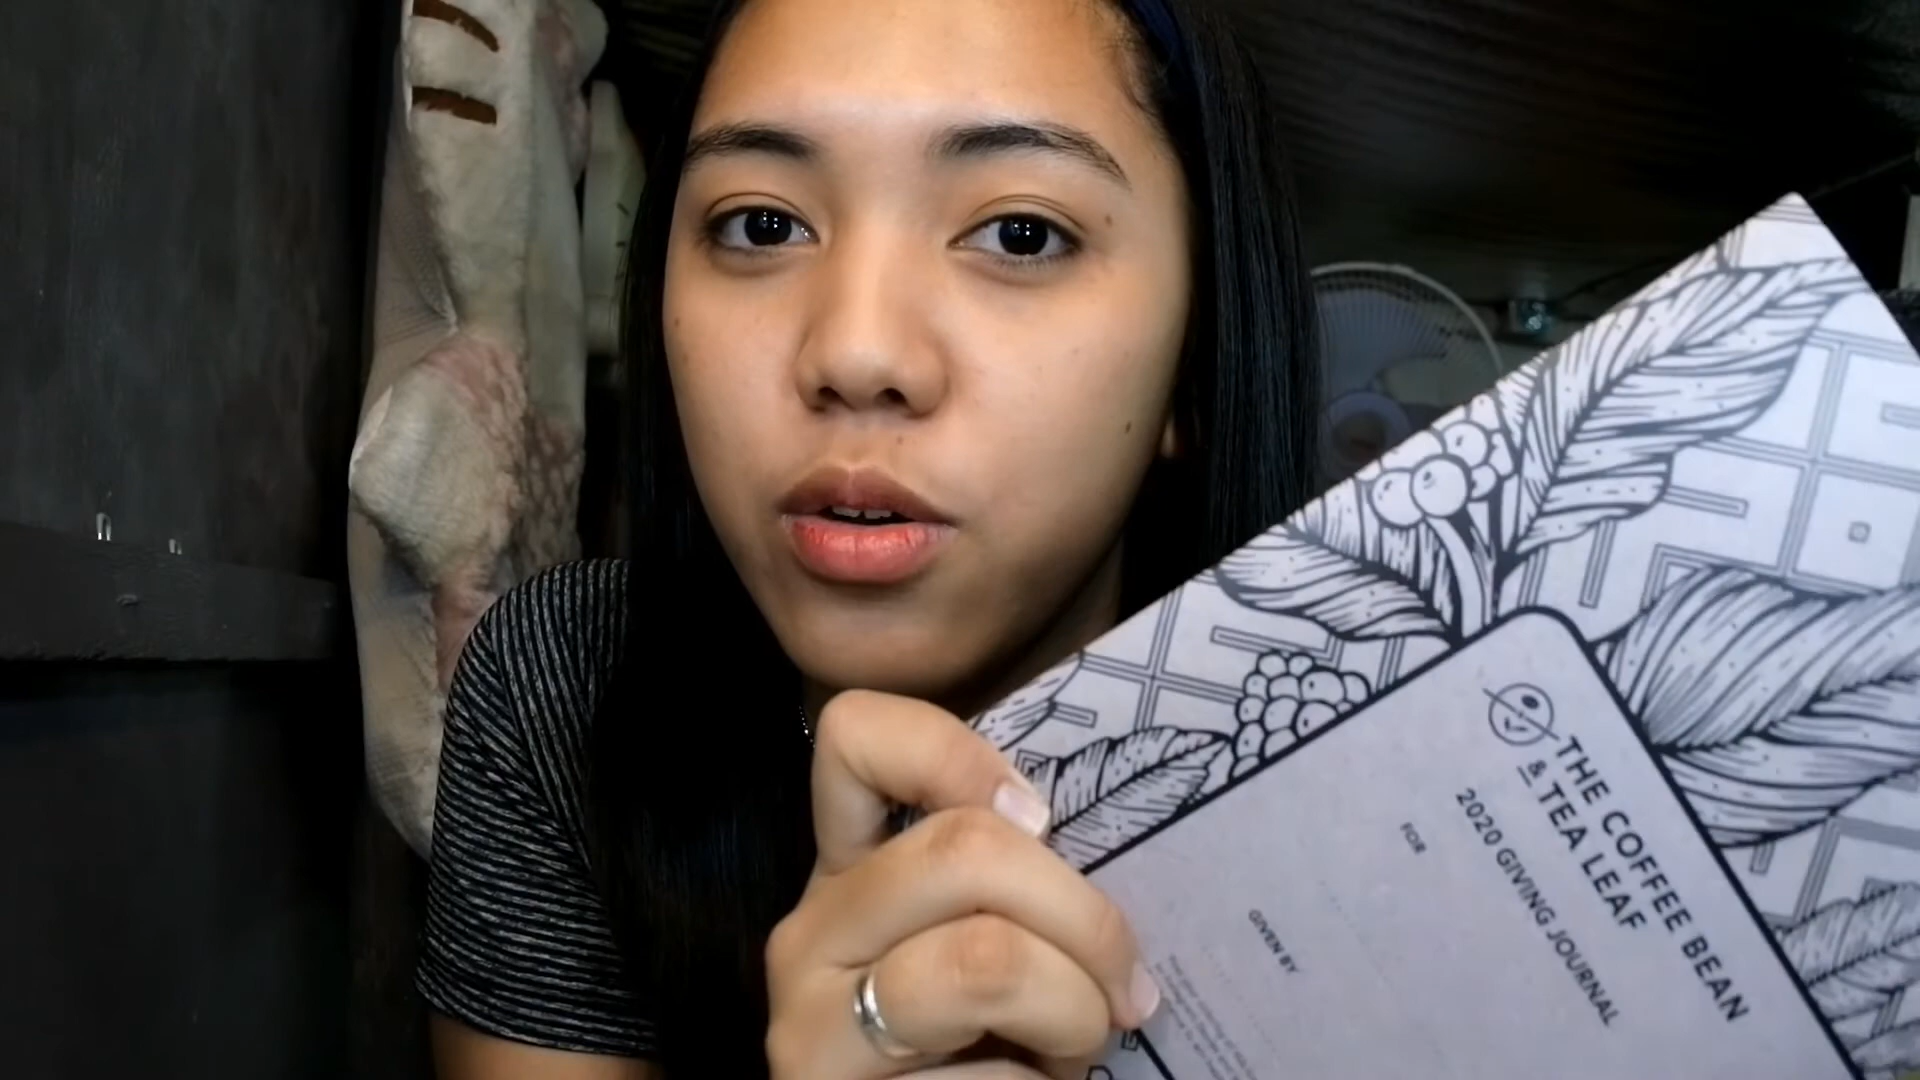 THE COFFEE BEAN
& TEA LEAF
2020 GIVING JOURNAL
FOR
GIVEN BY